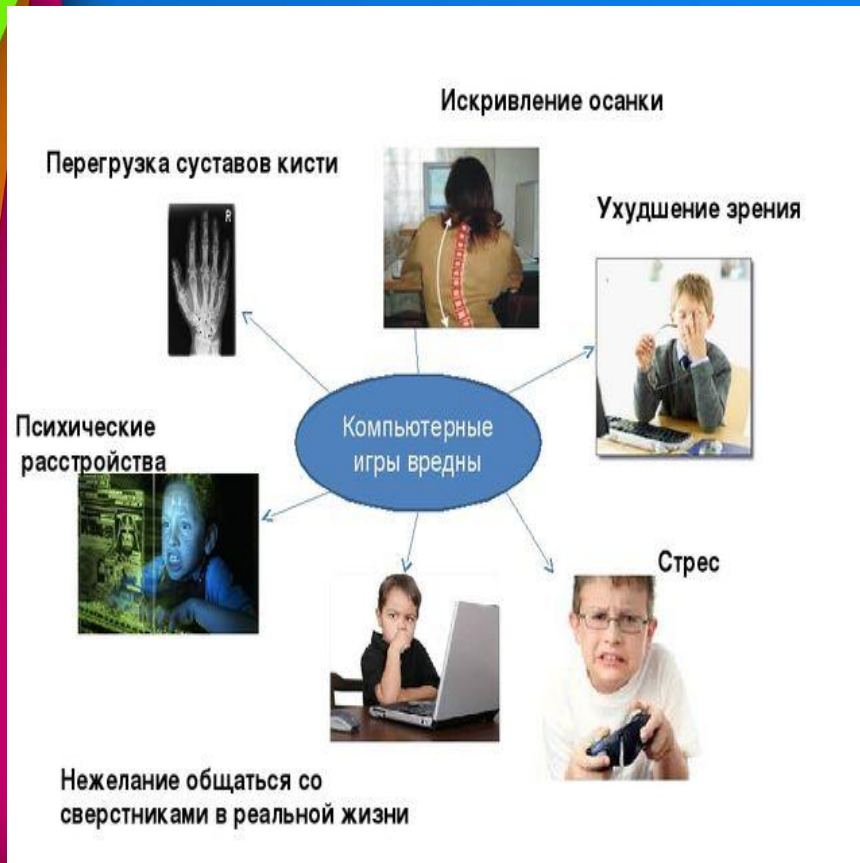 Искривление осанки
Перегрузка суставов кисти
R
Ухудшение зрения
Компьютерные
игры вредны
Психические
расстройства
Стрес
Нежелание общаться со
сверстниками в реальной жизни